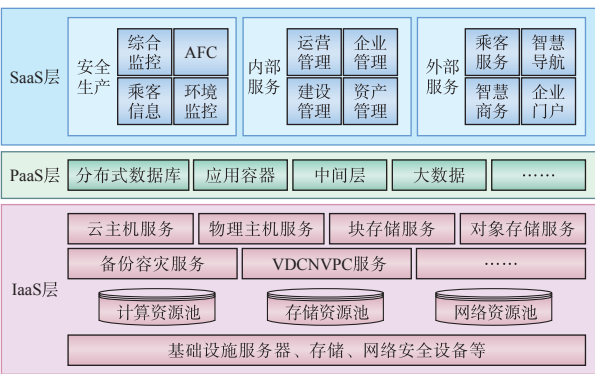 SaaS层
安全
生产
综合
监控
AFC
乘客
信息
环境
监控
内部
服务
运营
管理
企业
管理
建设
管理
资产
管理
外部
服务
乘客
服务
智慧
导航
智慧
商务
企业
门户
PaaS层
分布式数据库
应用容器
中间层
大数据
……
IaaS层
云主机服务
物理主机服务
块存储服务
对象存储服务
备份容灾服务
VDCNVPC服务
……
计算资源池
存储资源池
网络资源池
基础设施服务器、存储、网络安全设备等